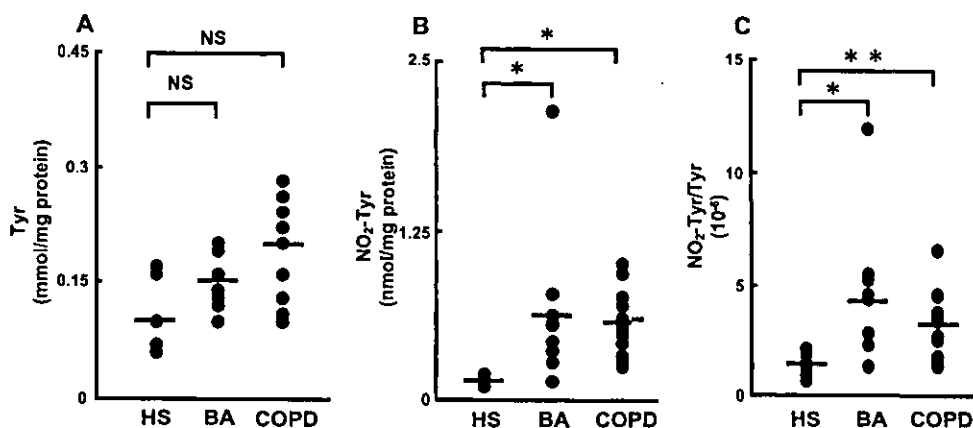 A
Tyr
(mmol/mg protein)
0.45
0.3
0.15
0
NS
NS
HS BA COPD
B
NO₂-Tyr
(nmol/mg protein)
2.5
1.25
0
*
*
HS BA COPD
C
NO₂-Tyr/Tyr
(10⁻⁶)
15
10
5
0
* *
*
HS BA COPD